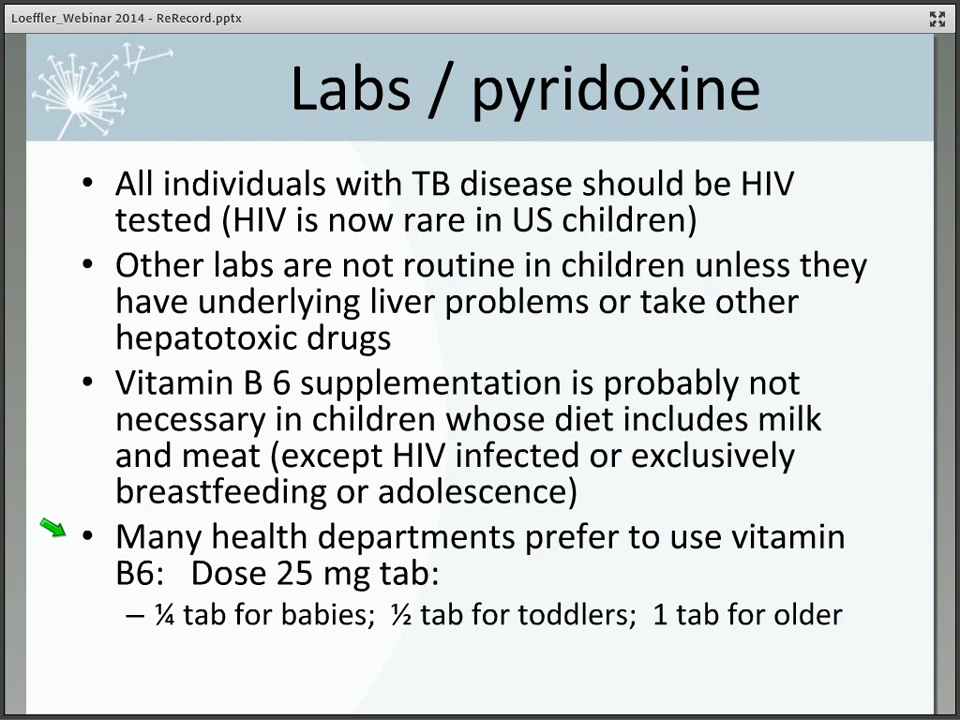 Loeffler_Webinar 2014 - ReRecord.pptx
Labs / pyridoxine
• All individuals with TB disease should be HIV
tested (HIV is now rare in US children)
• Other labs are not routine in children unless they
have underlying liver problems or take other
hepatotoxic drugs
• Vitamin B 6 supplementation is probably not
necessary in children whose diet includes milk
and meat (except HIV infected or exclusively
breastfeeding or adolescence)
• Many health departments prefer to use vitamin
B6:   Dose 25 mg tab:
– ¼ tab for babies;  ½ tab for toddlers;  1 tab for older